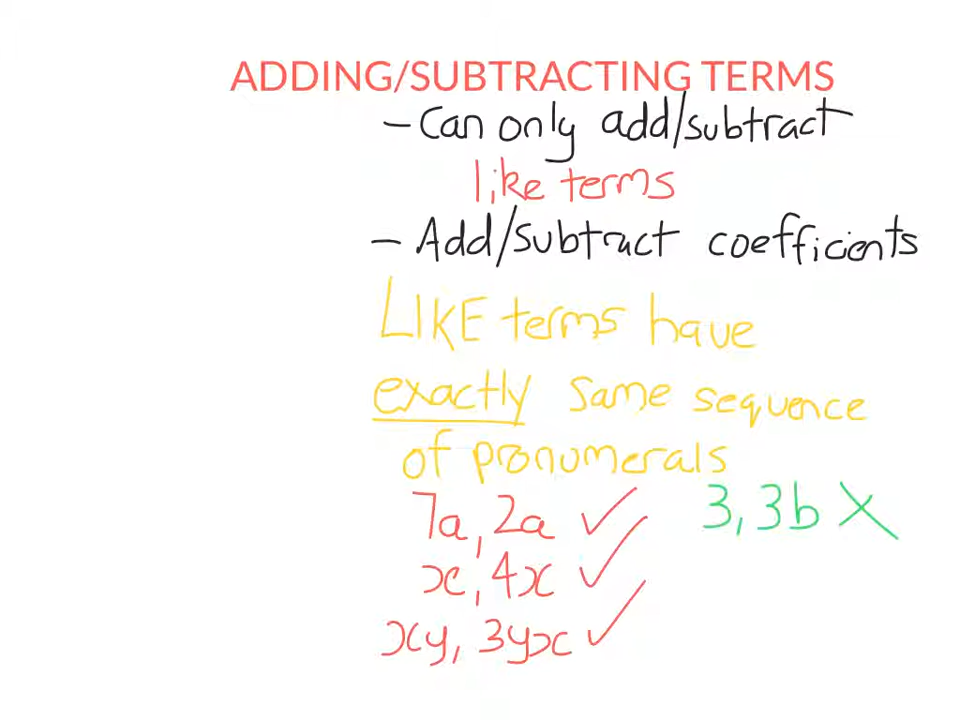 ADDING/SUBTRACTING TERMS
- Can only add/subtract
like terms
- Add/subtract coefficients
LIKE terms have
exactly same sequence
of pronumerals
7a, 2a ✓ 3, 3b X
x, 4x ✓
xy, 3yx ✓